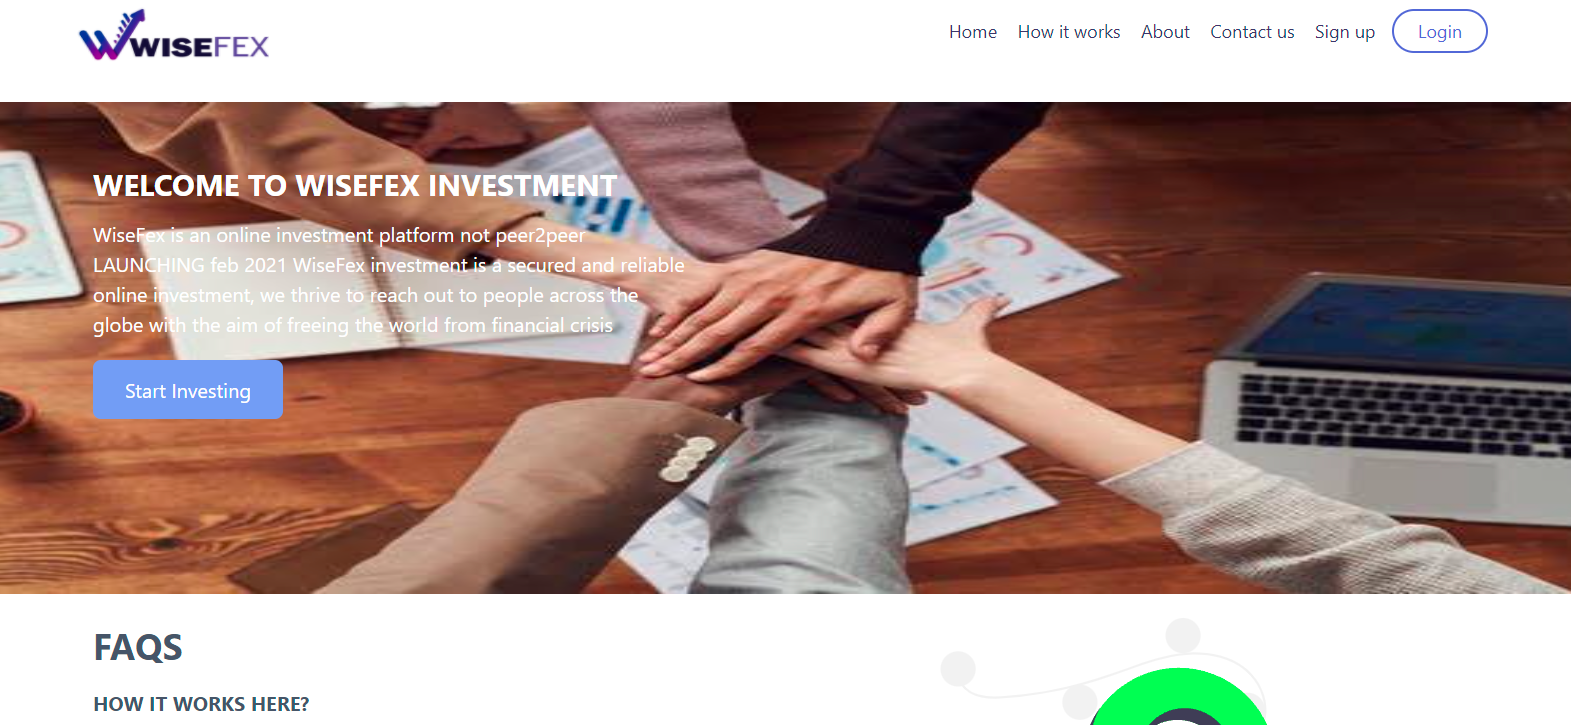 WISEFEX
Home How it works About Contact us Sign up Login
WELCOME TO WISEFEX INVESTMENT
WiseFex is an online investment platform not peer2peer
LAUNCHING feb 2021 WiseFex investment is a secured and reliable
online investment, we thrive to reach out to people across the
globe with the aim of freeing the world from financial crisis
Start Investing
FAQS
HOW IT WORKS HERE?